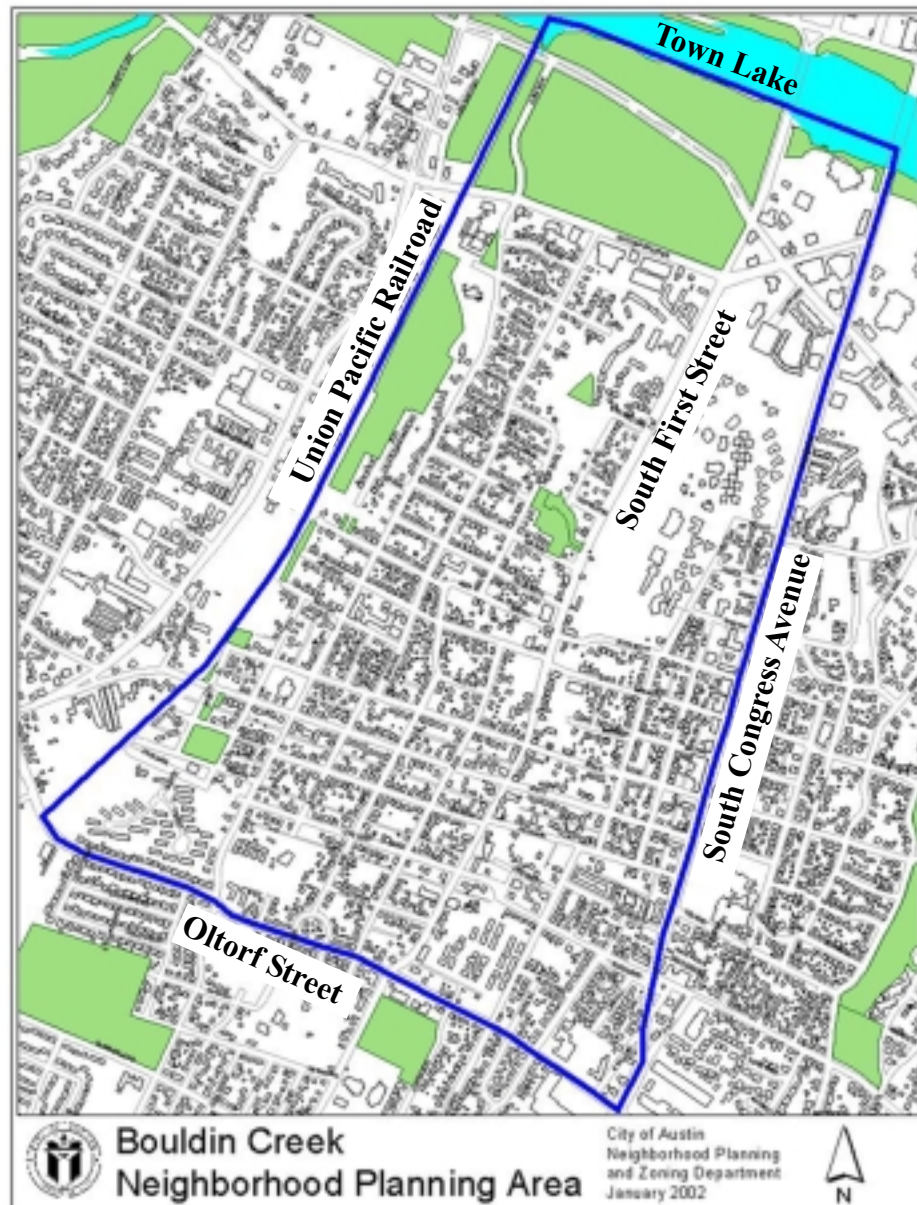 Town Lake
Union Pacific Railroad
South First Street
South Congress Avenue
Oltorf Street
Bouldin Creek
Neighborhood Planning Area
City of Austin
Neighborhood Planning
and Zoning Department
January 2002
N